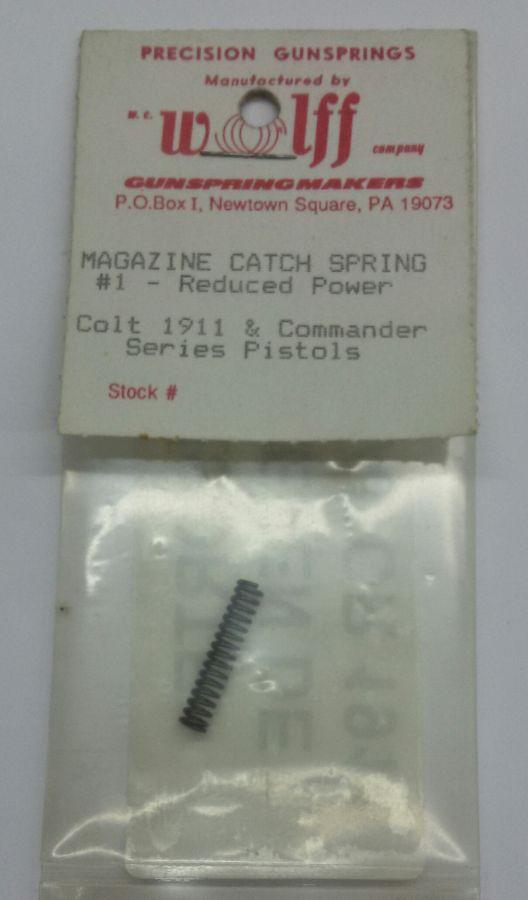 PRECISION GUNSPRINGS
Manufactured by
W. C.
Wolff
company
GUNSPRINGMAKERS
P.O.Box I, Newtown Square, PA 19073
MAGAZINE CATCH SPRING
#1 - Reduced Power
Colt 1911 & Commander
Series Pistols
Stock #